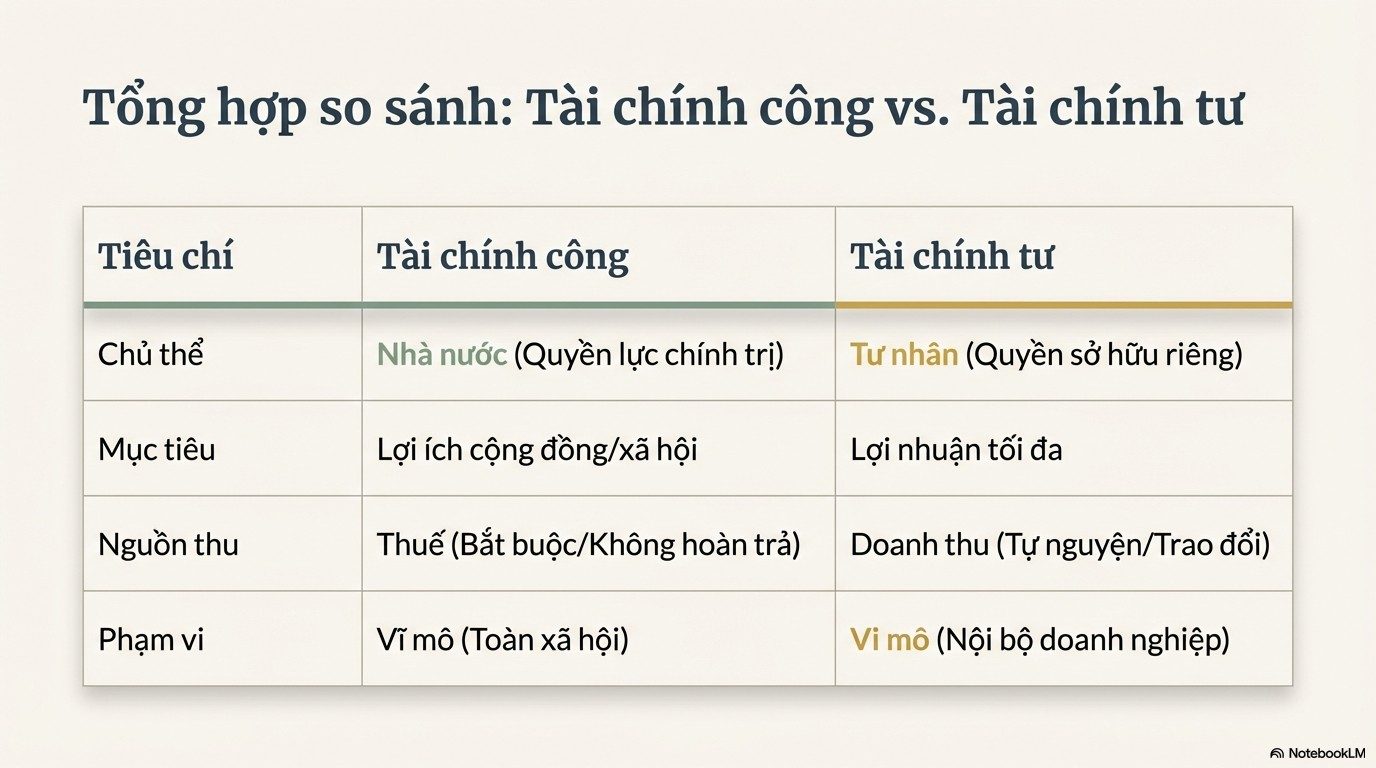 Tổng hợp so sánh: Tài chính công vs. Tài chính tư
Tiêu chí
Tài chính công
Tài chính tư
Chủ thể
Nhà nước (Quyền lực chính trị)
Tư nhân (Quyền sở hữu riêng)
Mục tiêu
Lợi ích cộng đồng/xã hội
Lợi nhuận tối đa
Nguồn thu
Thuế (Bắt buộc/Không hoàn trả)
Doanh thu (Tự nguyện/Trao đổi)
Phạm vi
Vĩ mô (Toàn xã hội)
Vi mô (Nội bộ doanh nghiệp)
NotebookLM